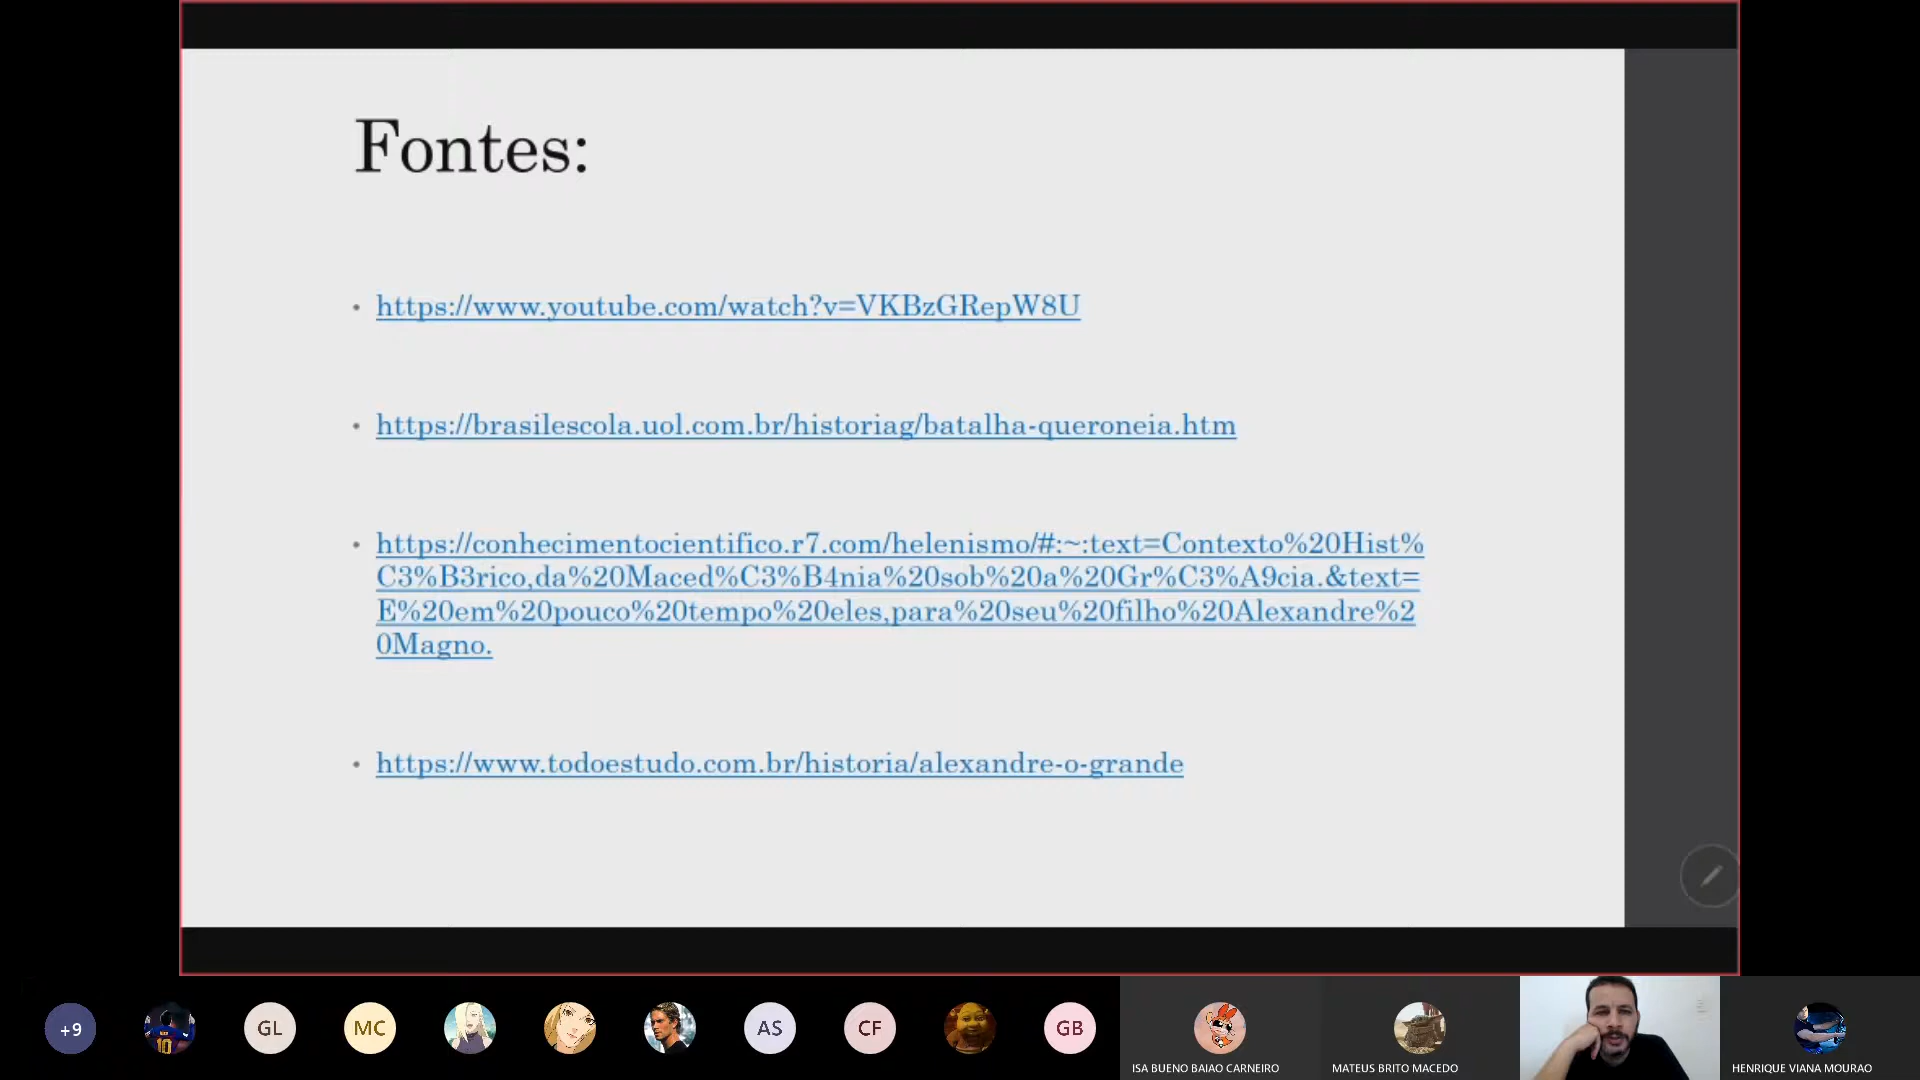 Fontes:
• https://www.youtube.com/watch?v=VKBzGRepW8U
• https://brasilescola.uol.com.br/historiag/batalha-queroneia.htm
• https://conhecimentocientifico.r7.com/helenismo/#:~:text=Contexto%20Hist%
C3%B3rico,da%20Maced%C3%B4nia%20sob%20a%20Gr%C3%A9cia.&text=
E%20em%20pouco%20tempo%20eles,para%20seu%20filho%20Alexandre%2
0Magno.
• https://www.todoestudo.com.br/historia/alexandre-o-grande
+9
10
GL
MC
AS
CF
GB
ISA BUENO BAIAO CARNEIRO
MATEUS BRITO MACEDO
HENRIQUE VIANA MOURAO